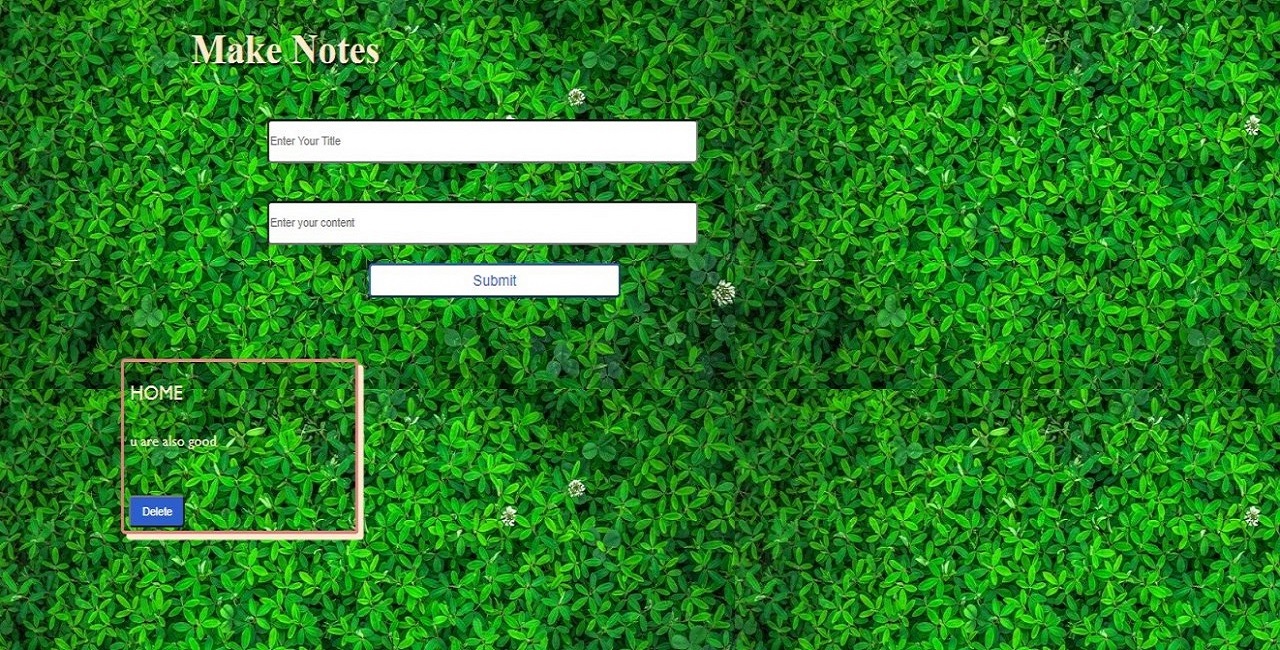 Make Notes
Enter Your Title
Enter your content
Submit
HOME
u are also good
Delete